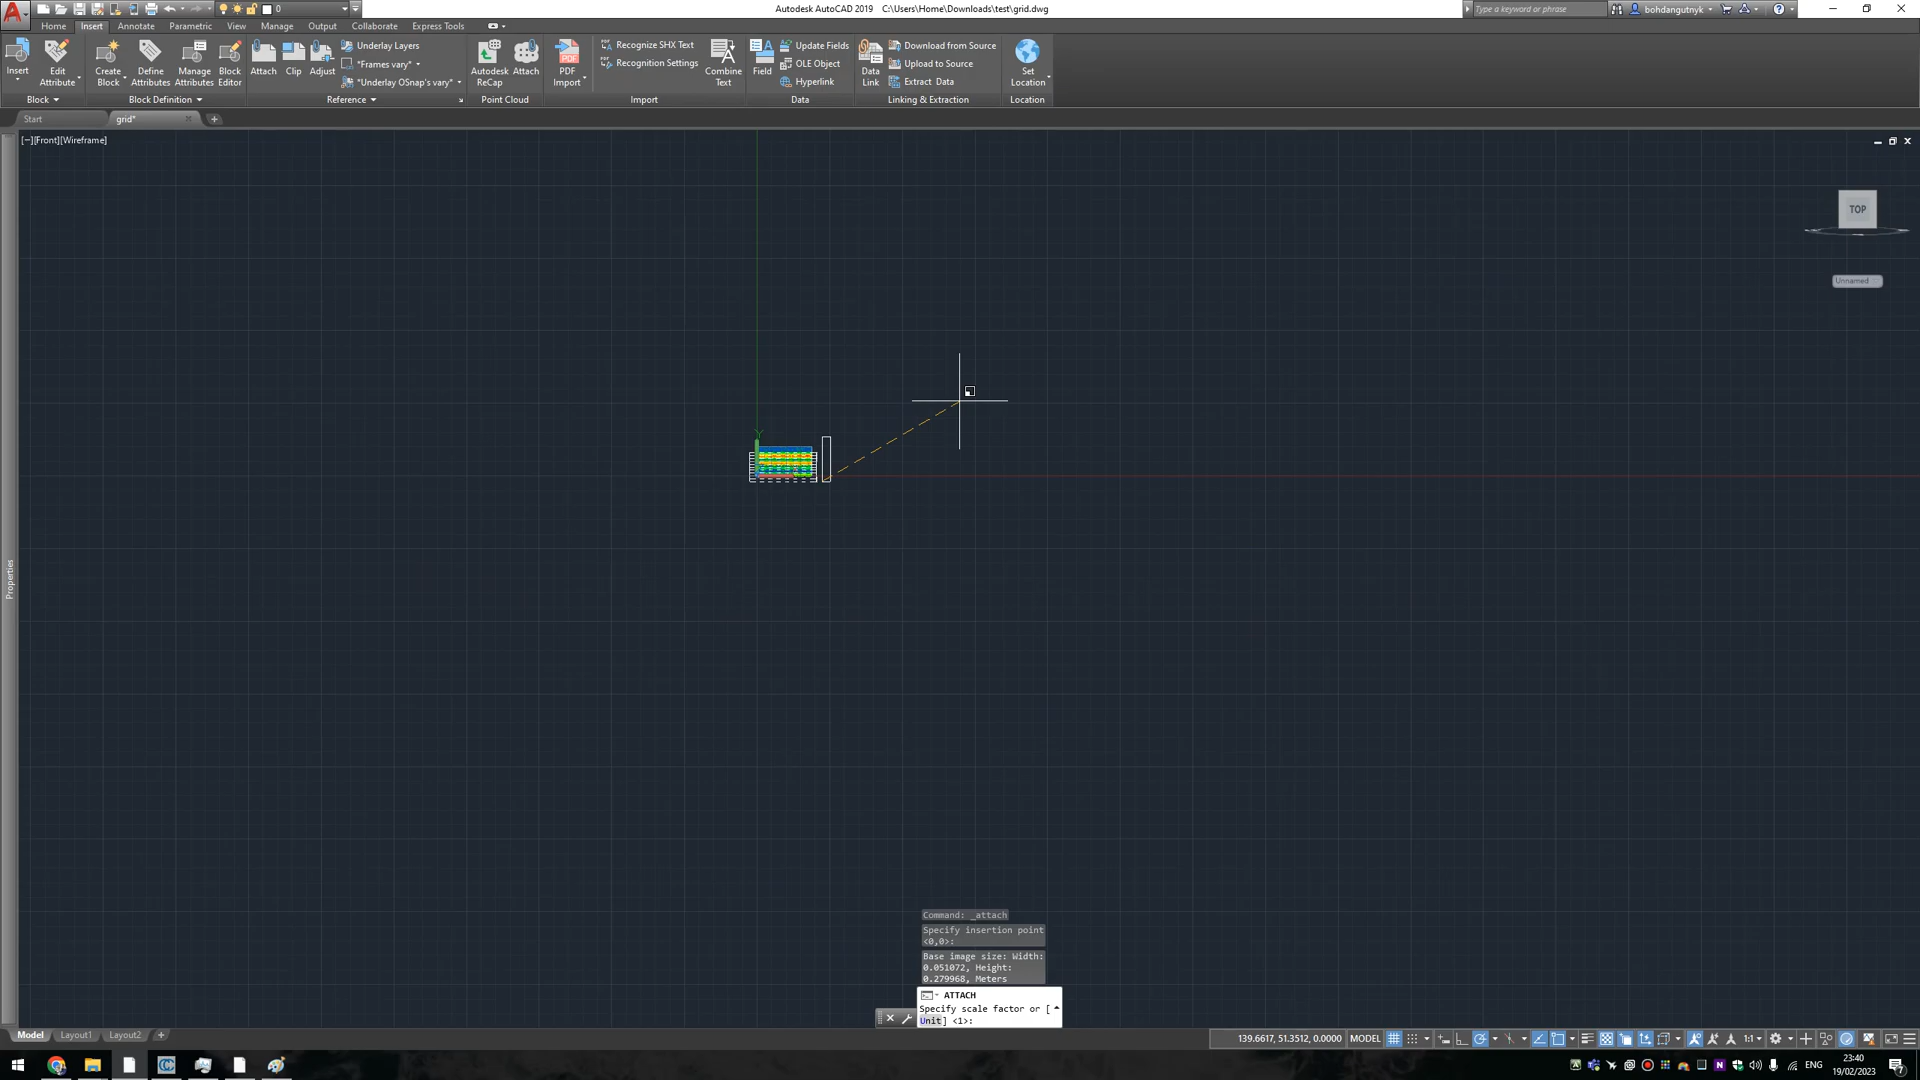 Autodesk AutoCAD 2019 C:\Users\Home\Downloads\test\grid.dwg
Type a keyword or phrase
bohdangutnyk
0
Home Insert Annotate Parametric View Manage Output Collaborate Express Tools
Insert
Edit
Attribute
Create
Block
Define
Attributes
Manage
Attributes
Block
Editor
Attach
Clip
Adjust
Underlay Layers
*Frames vary*
*Underlay OSnaps vary*
Autodesk
ReCap
Attach
PDF
Import
Recognize SHX Text
Recognition Settings
Combine
Text
Field
Update Fields
OLE Object
Hyperlink
Data
Link
Download from Source
Upload to Source
Extract Data
Set
Location
Block
Block Definition
Reference
Point Cloud
Import
Data
Linking & Extraction
Location
Start
grid*
[−][Front][Wireframe]
TOP
Unnamed
Y
Properties
Command: _attach
Specify insertion point
<0,0>:
Base image size: Width:
0.051072, Height:
0.279968, Meters
ATTACH
Specify scale factor or [
Unit] <1>:
Model Layout1 Layout2
139.6617, 51.3512, 0.0000 MODEL
1:1
ENG
23:40
19/02/2023